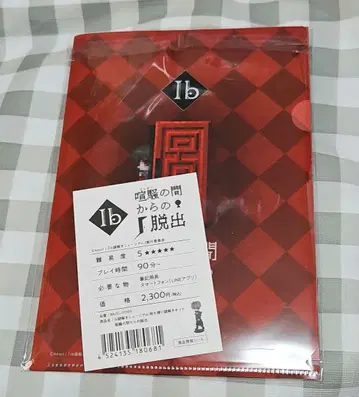 Ib
Ib
喧騒の間
からの
脱出
難易度 5 ★★★★★
プレイ時間 90分~
必要な物 筆記用具
スマートフォン(LINEアプリ)
価格 2,300円(税込)
4524135180681
間